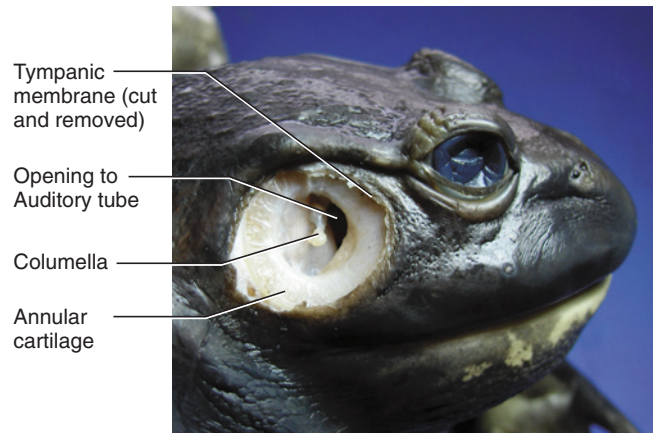 Tympanic
membrane (cut
and removed)
Opening to
Auditory tube
Columella
Annular
cartilage